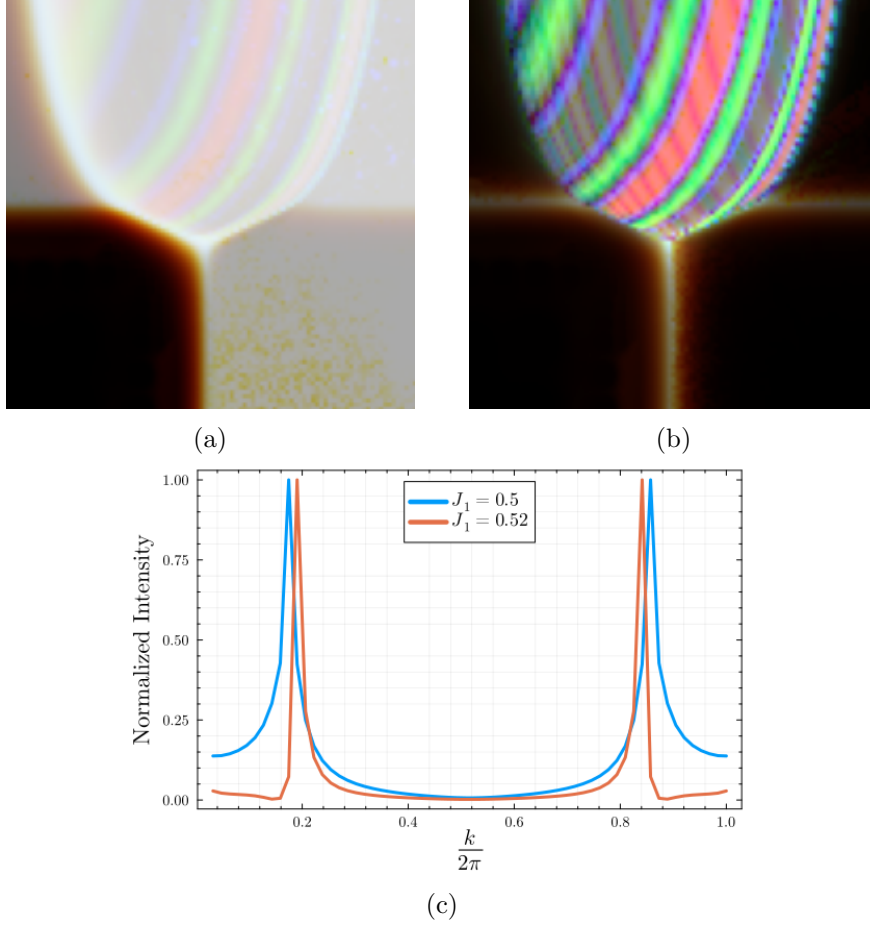 (a)
(b)
1.00
0.75
0.50
0.25
0.00
Normalized Intensity
J₁ = 0.5
J₁ = 0.52
0.2
0.4
0.6
0.8
1.0
k
2π
(c)